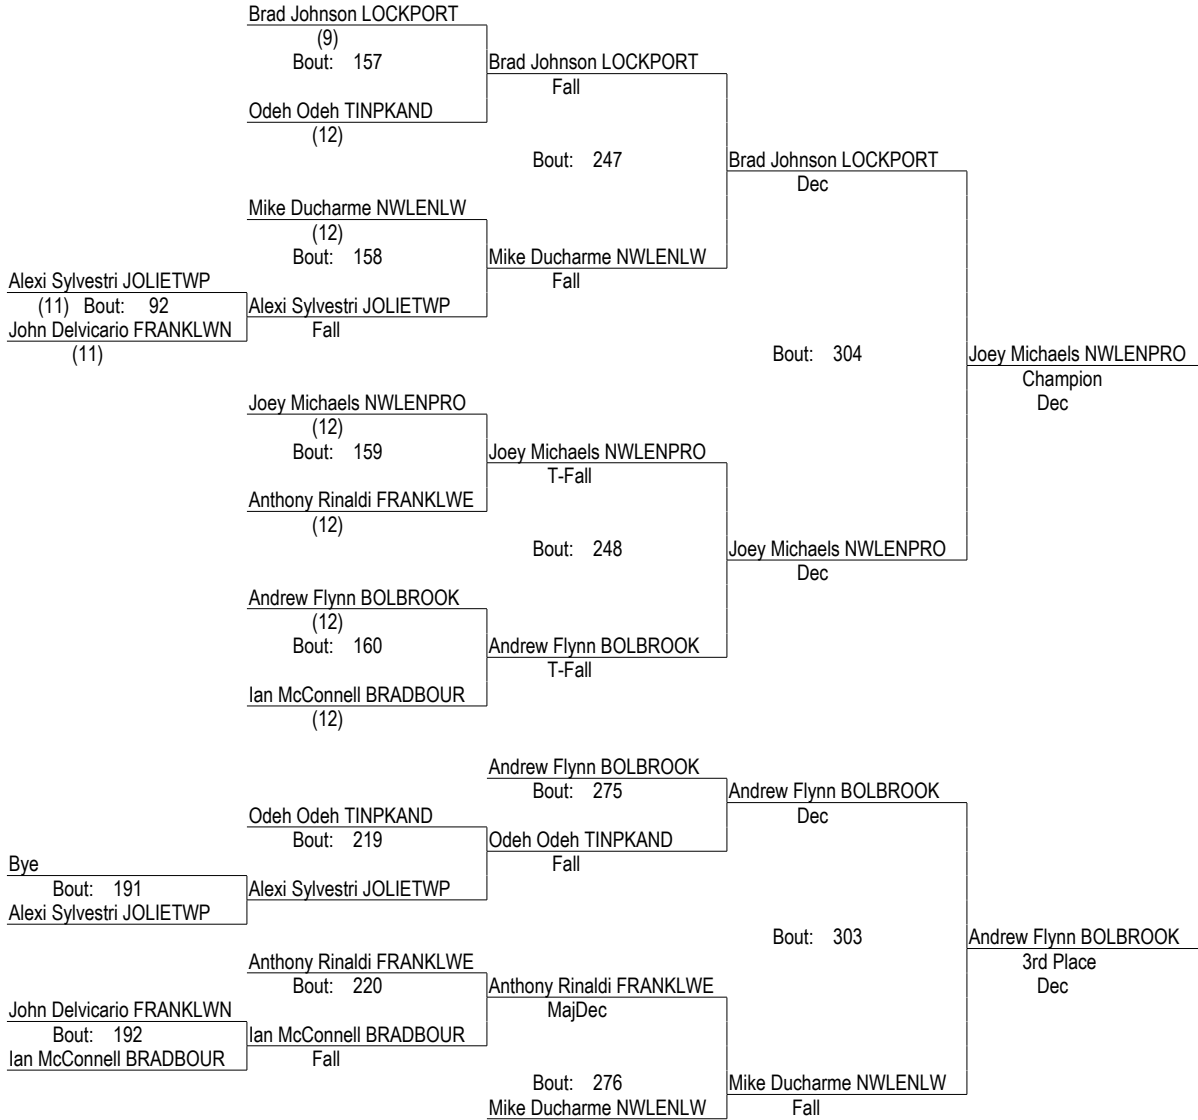 Brad Johnson LOCKPORT
(9)
Bout: 157
Brad Johnson LOCKPORT
Fall
Odeh Odeh TINPKAND
(12)
Bout: 247
Brad Johnson LOCKPORT
Dec
Mike Ducharme NWLENLW
(12)
Bout: 158
Mike Ducharme NWLENLW
Fall
Alexi Sylvestri JOLIETWP
(11) Bout: 92
Alexi Sylvestri JOLIETWP
Fall
John Delvicario FRANKLWN
(11)
Bout: 304
Joey Michaels NWLENPRO
Champion
Dec
Joey Michaels NWLENPRO
(12)
Bout: 159
Joey Michaels NWLENPRO
T-Fall
Anthony Rinaldi FRANKLWE
(12)
Bout: 248
Joey Michaels NWLENPRO
Dec
Andrew Flynn BOLBROOK
(12)
Bout: 160
Andrew Flynn BOLBROOK
T-Fall
Ian McConnell BRADBOUR
(12)
Andrew Flynn BOLBROOK
Bout: 275
Andrew Flynn BOLBROOK
Dec
Odeh Odeh TINPKAND
Bout: 219
Odeh Odeh TINPKAND
Fall
Bye
Bout: 191
Alexi Sylvestri JOLIETWP
Alexi Sylvestri JOLIETWP
Bout: 303
Andrew Flynn BOLBROOK
3rd Place
Dec
Anthony Rinaldi FRANKLWE
Bout: 220
Anthony Rinaldi FRANKLWE
MajDec
John Delvicario FRANKLWN
Bout: 192
Ian McConnell BRADBOUR
Fall
Ian McConnell BRADBOUR
Bout: 276
Mike Ducharme NWLENLW
Fall
Mike Ducharme NWLENLW